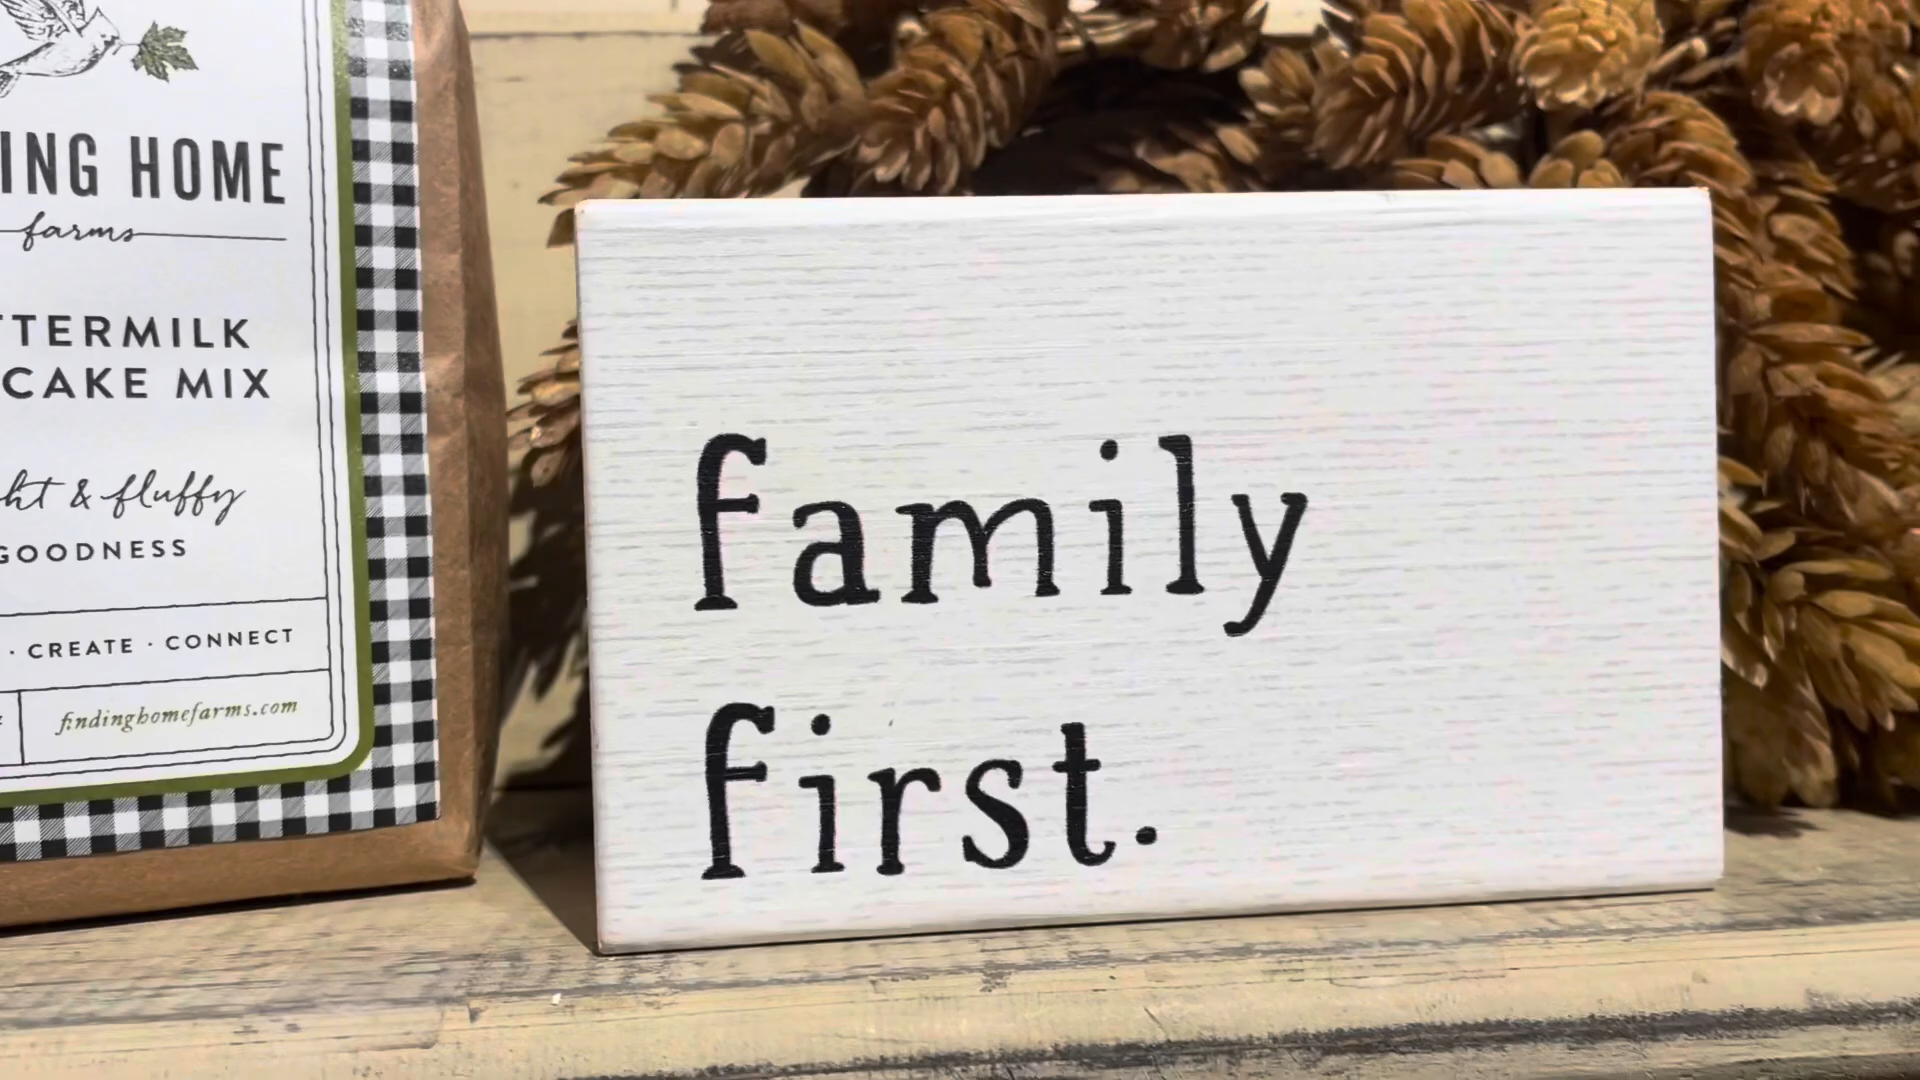 ING HOME
farms
TTERMILK
CAKE MIX
ht & fluffy
GOODNESS
· CREATE · CONNECT
findinghomefarms.com
family
first.